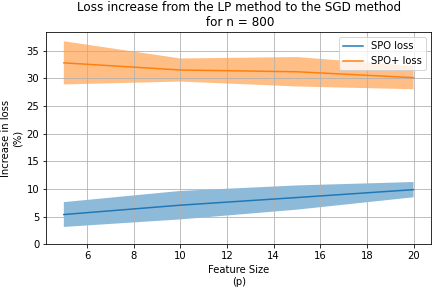 Loss increase from the LP method to the SGD method
for n = 800
SPO loss
SPO+ loss
Increase in loss
(%)
35
30
25
20
15
10
5
0
6
8
10
12
14
16
18
20
Feature Size
(p)